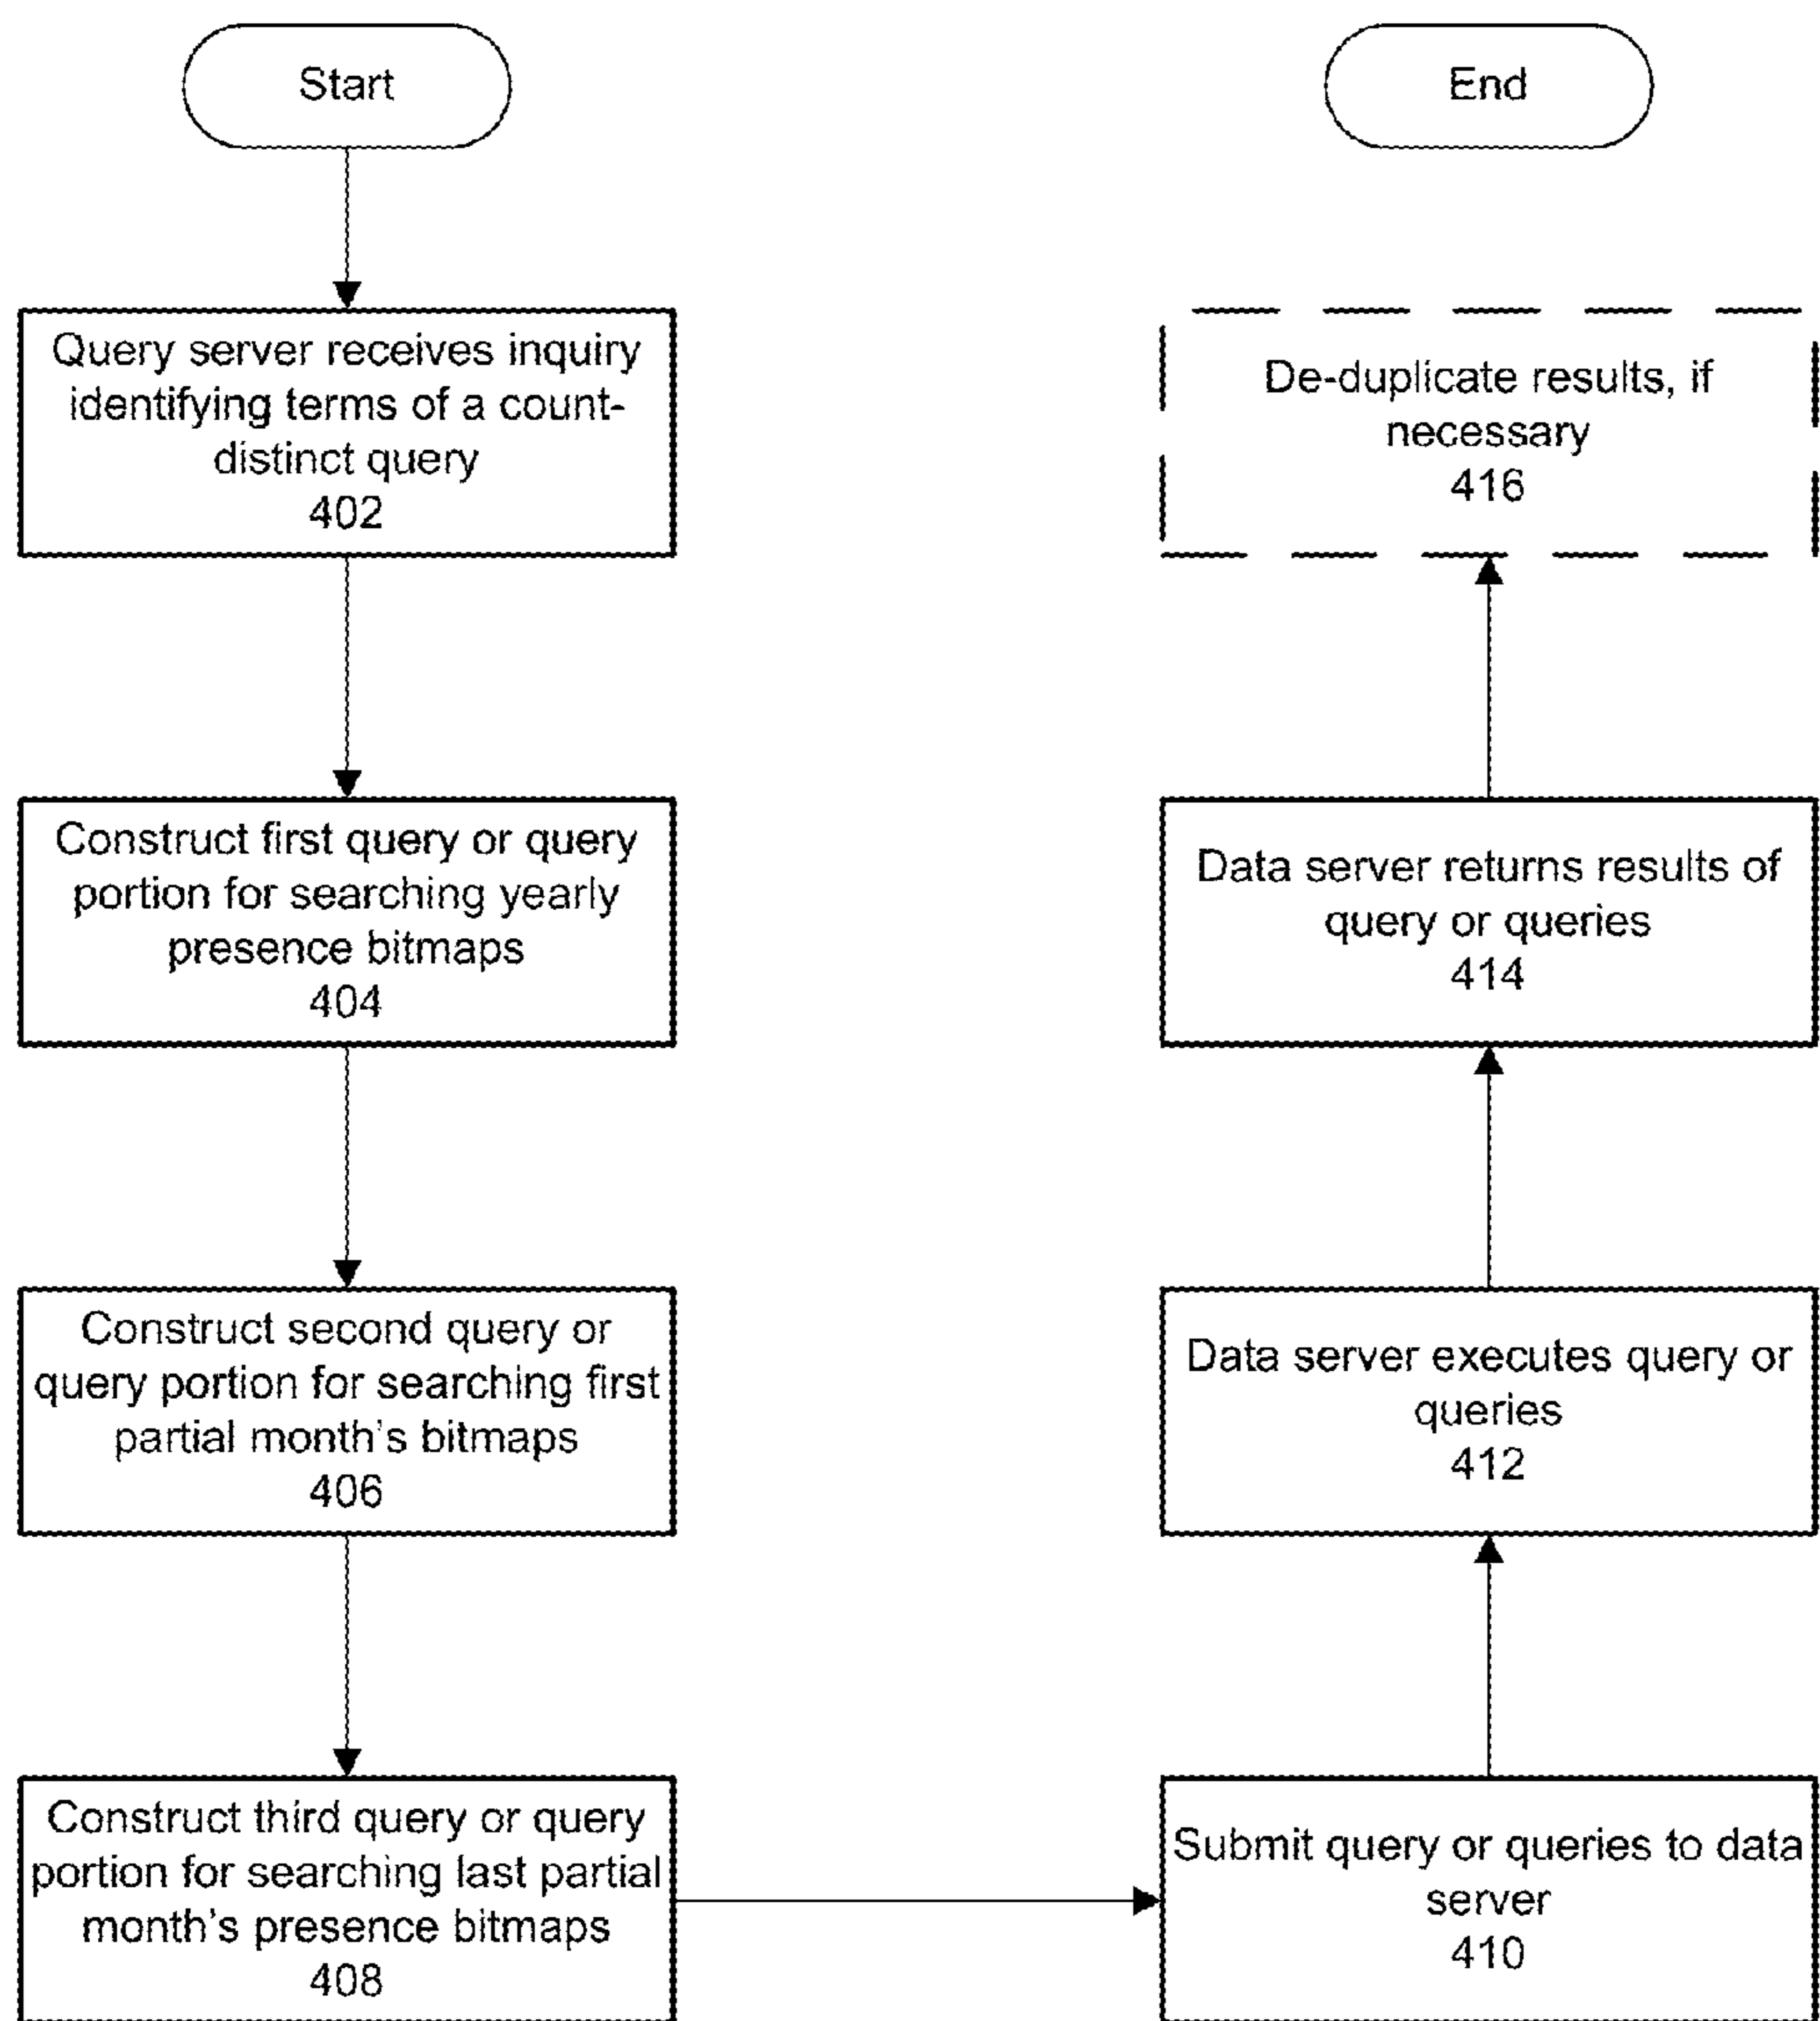 Start
Query server receives inquiry
identifying terms of a count-
distinct query
402
Construct first query or query
portion for searching yearly
presence bitmaps
404
Construct second query or
query portion for searching first
partial month's bitmaps
406
Construct third query or query
portion for searching last partial
month's presence bitmaps
408
Submit query or queries to data
server
410
Data server executes query or
queries
412
Data server returns results of
query or queries
414
De-duplicate results, if
necessary
416
End